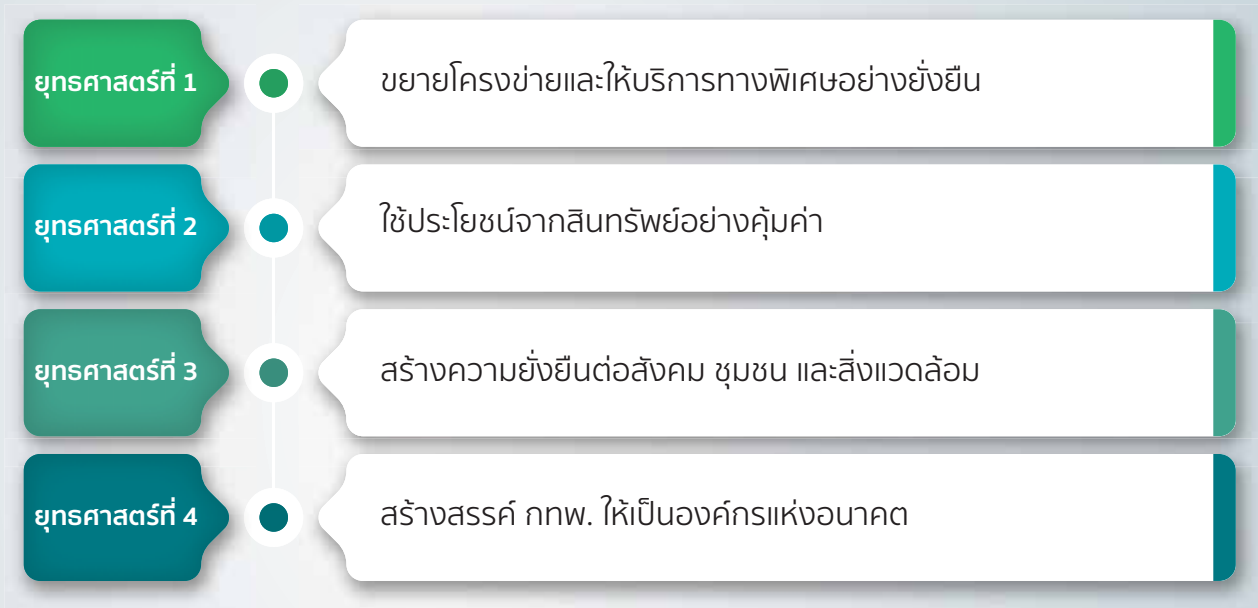 ยุทธศาสตร์ที่ 1
ขยายโครงข่ายและให้บริการทางพิเศษอย่างยั่งยืน
ยุทธศาสตร์ที่ 2
ใช้ประโยชน์จากสินทรัพย์อย่างคุ้มค่า
ยุทธศาสตร์ที่ 3
สร้างความยั่งยืนต่อสังคม ชุมชน และสิ่งแวดล้อม
ยุทธศาสตร์ที่ 4
สร้างสรรค์ กทพ. ให้เป็นองค์กรแห่งอนาคต